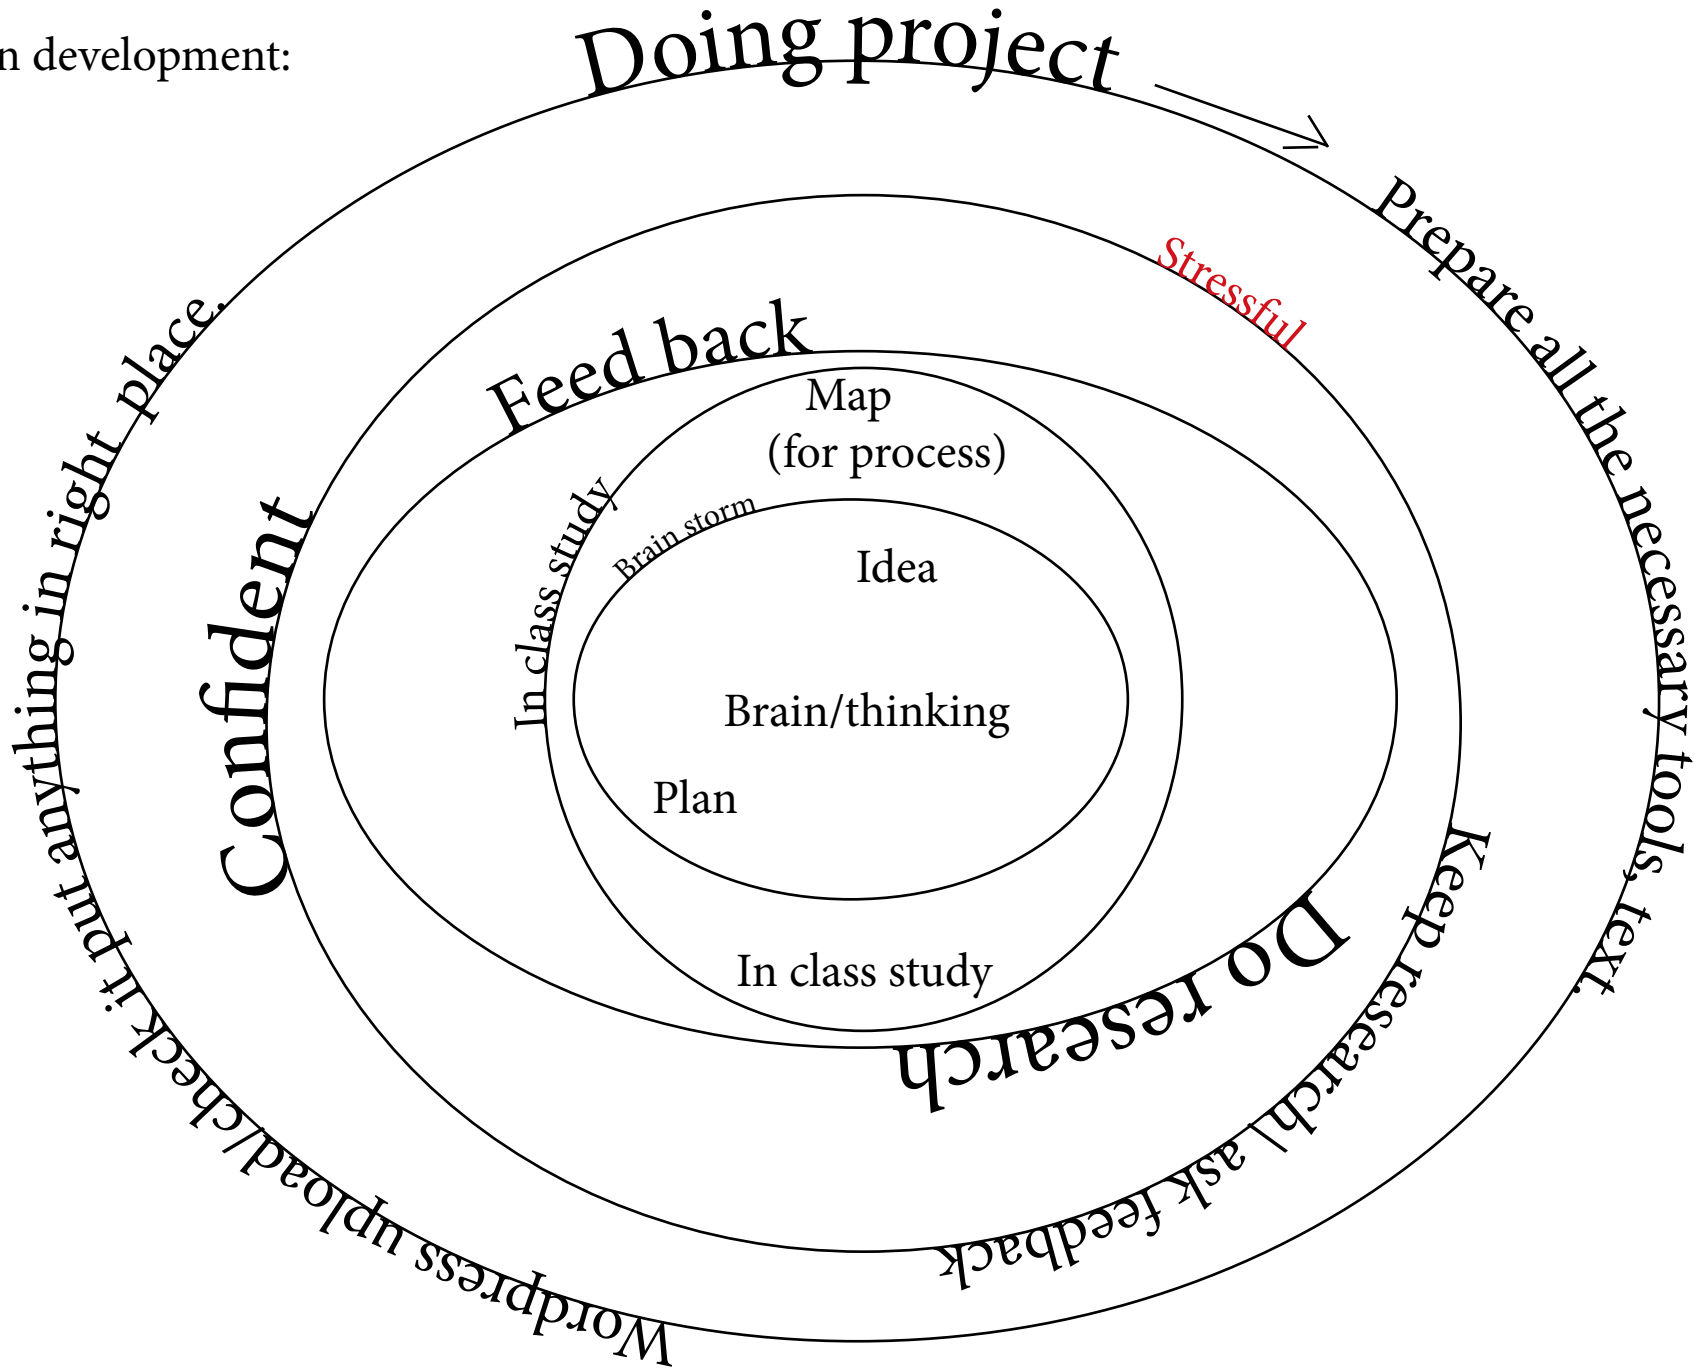 n development:
Doing project
Prepare all the necessary tools, text.
Wordpress upload/check it put anything in right place.
Stressful
Keep research\ ask feedback
Confident
Feed back
Do research
In class study
Map
(for process)
Brain storm
Idea
Brain/thinking
Plan
In class study